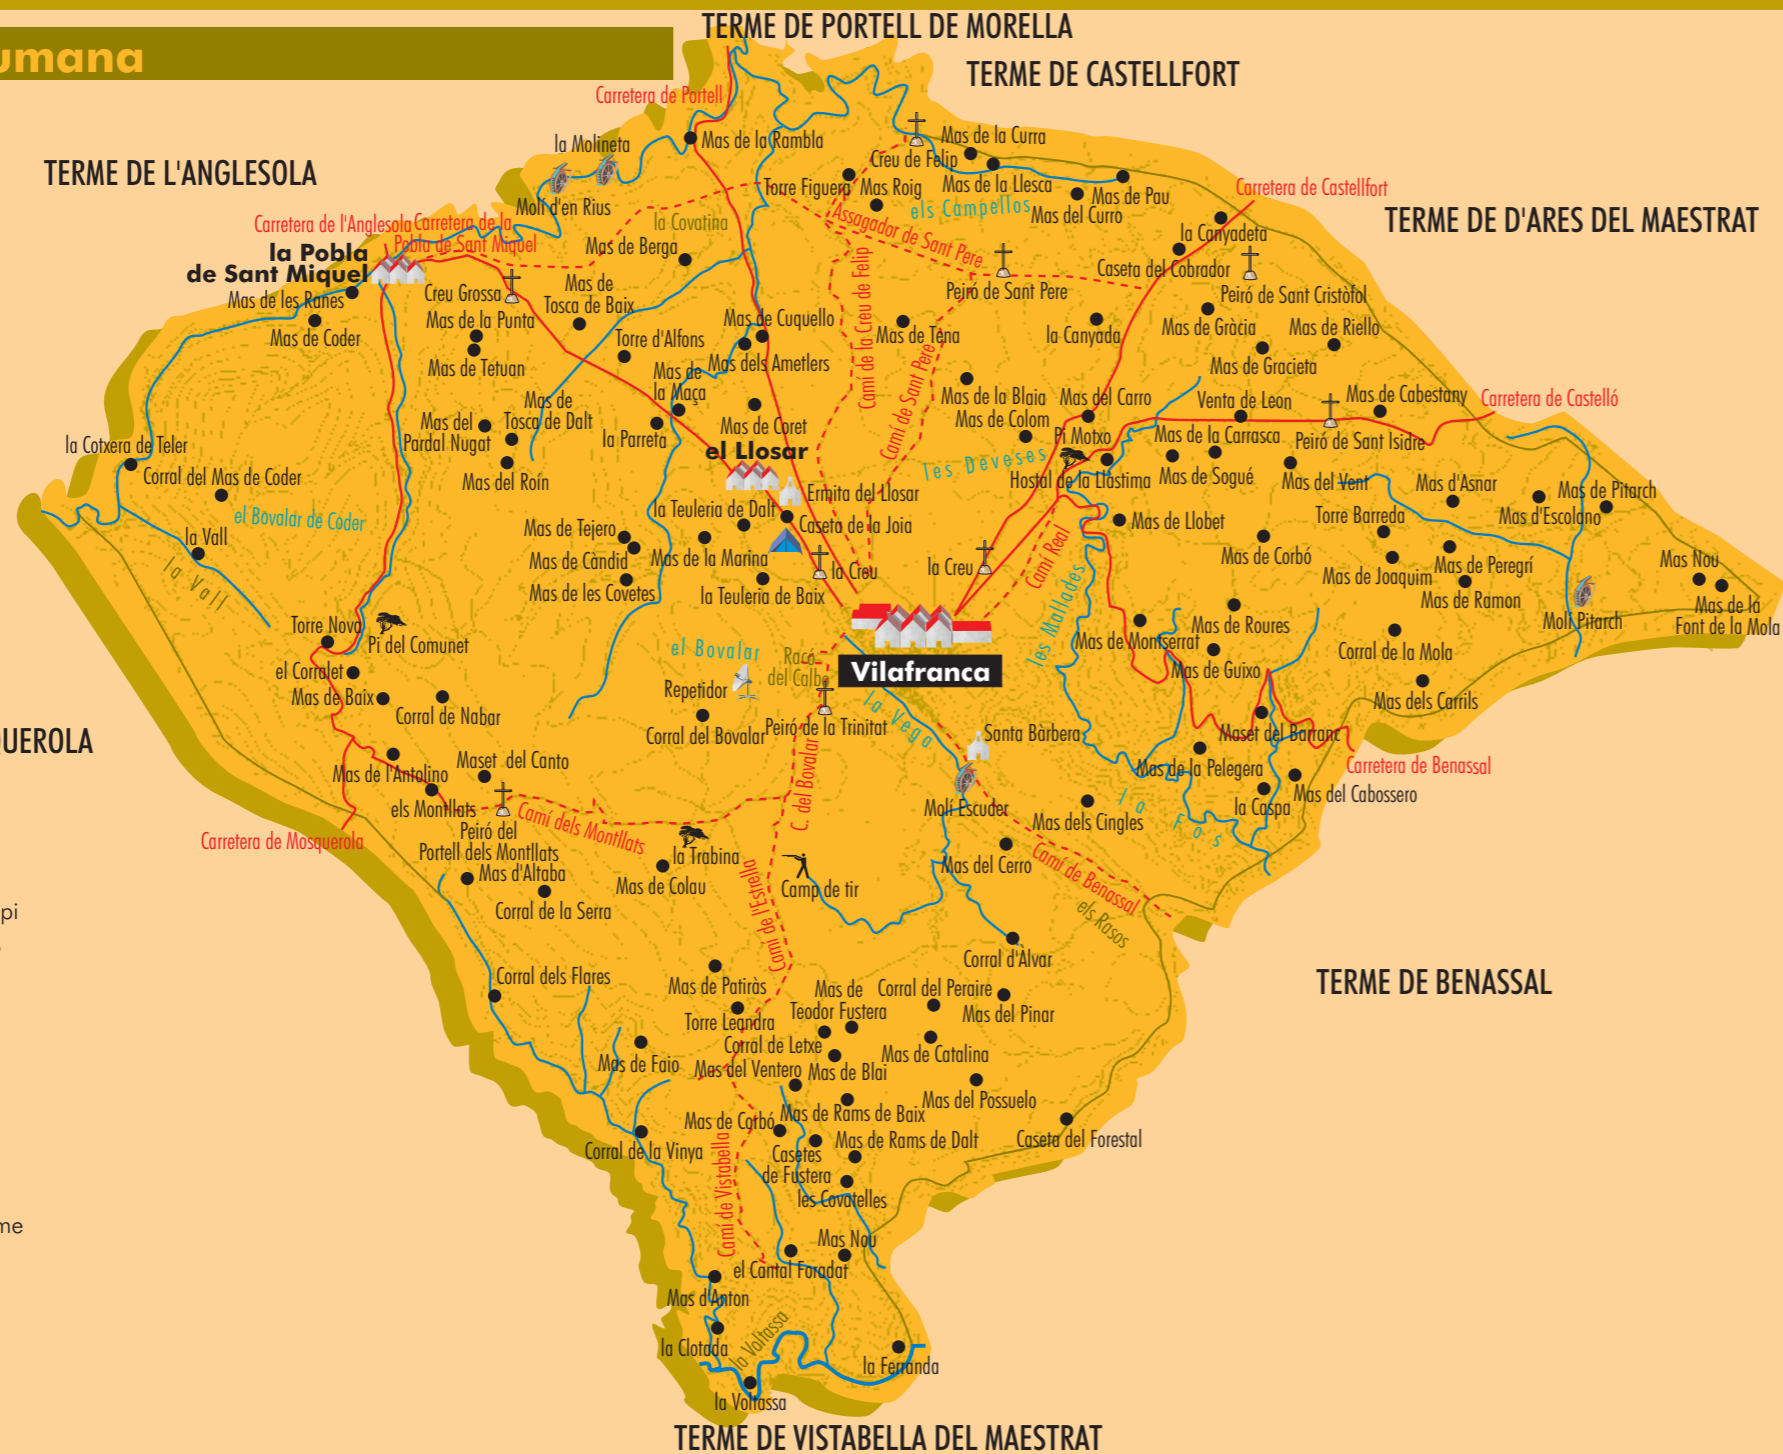 umana
TERME DE PORTELL DE MORELLA
TERME DE CASTELLFORT
Carretera de Portell
la Molineta
Mas de la Rambla
Mas de la Curra
Creu de Felip
TERME DE L'ANGLESOLA
Torre Figuera
Mas Roig
Mas de la Llesca
Mas de Pau
Carretera de Castellfort
Molí d'en Rius
els Campellos
Mas del Curro
TERME DE D'ARES DEL MAESTRAT
Carretera de l'Anglesola
Carretera de la
Pobla de Sant Miquel
la Covatina
Assagador de Sant Pere
la Canyadeta
la Pobla
de Sant Miquel
Mas de Berga
Caseta del Cobrador
Mas de les Ranes
Creu Grossa
Mas de
Tosca de Baix
Peiró de Sant Pere
Peiró de Sant Cristòfol
Mas de Coder
Mas de la Punta
Mas de Cuquello
Camí de la Creu de Felip
Mas de Tena
la Canyada
Mas de Gràcia
Mas de Riello
Torre d'Alfons
Mas dels Ametlers
Camí de Sant Pere
Mas de Tetuan
Mas de
la Maça
Mas de Gracieta
Mas de
Tosca de Dalt
Mas de la Blaia
Mas del Carro
Venta de Leon
Mas de Cabestany
Carretera de Castelló
Mas del
Pardal Nugat
la Parreta
Mas de Coret
Mas de Colom
Pi Motxo
Mas de la Carrasca
Peiró de Sant Isidre
la Cotxera de Teler
el Llosar
les Deveses
Corral del Mas de Coder
Mas del Roín
Hostal de la Llàstima
Mas de Sogué
Mas del Vent
Mas d'Asnar
Mas de Pitarch
Ermita del Llosar
el Bovalar de Coder
la Teuleria de Dalt
Caseta de la Joia
Mas de Llobet
Torre Barreda
Mas d'Escolano
la Vall
Mas de Tejero
Mas de Càndid
Mas de la Marina
la Creu
la Creu
Camí Real
Mas de Corbó
Mas de Joaquim
Mas de Peregrí
Mas Nou
la Vall
Mas de les Covetes
la Teuleria de Baix
les Mallades
Mas de Ramon
Mas de la
Font de la Mola
Molí Pitarch
Torre Nova
Pi del Comunet
Mas de Montserrat
Mas de Roures
Corral de la Mola
el Bovalar
Racó
del Calbo
Vilafranca
el Corralet
Mas de Guixo
Mas de Baix
Repetidor
Mas dels Carrils
Corral de Nabar
Corral del Bovalar
Peiró de la Trinitat
la Vega
Santa Bàrbera
Maset del Barranc
UEROLA
Mas de l'Antolino
Maset del Canto
C. del Bovalar
Mas de la Pelegera
Carretera de Benassal
els Montllats
Molí Escuder
la Fos
la Caspa
Mas del Cabossero
Camí dels Montllats
Mas dels Cingles
Carretera de Mosquerola
Peiró del
Portell dels Montllats
la Trabina
Mas d'Altaba
Mas de Colau
Camí de l'Estrella
Camp de tir
Mas del Cerro
Camí de Benassal
pi
Corral de la Serra
els Rasos
Corral d'Alvar
Corral dels Flares
Mas de Patiràs
Mas de
Teodor Fustera
Corral del Peraire
Mas del Pinar
TERME DE BENASSAL
Torre Leandra
Corral de Letxe
Mas de Catalina
Mas de Faio
Mas del Ventero
Mas de Blai
Mas del Possuelo
Mas de Corbó
Mas de Rams de Baix
Mas de Rams de Dalt
Caseta del Forestal
Corral de la Vinya
Casetes
de Fustera
Camí de Vistabella
les Covatelles
me
Mas Nou
el Cantal Foradat
Mas d'Anton
la Clotada
la Voltassa
la Ferranda
la Voltassa
TERME DE VISTABELLA DEL MAESTRAT